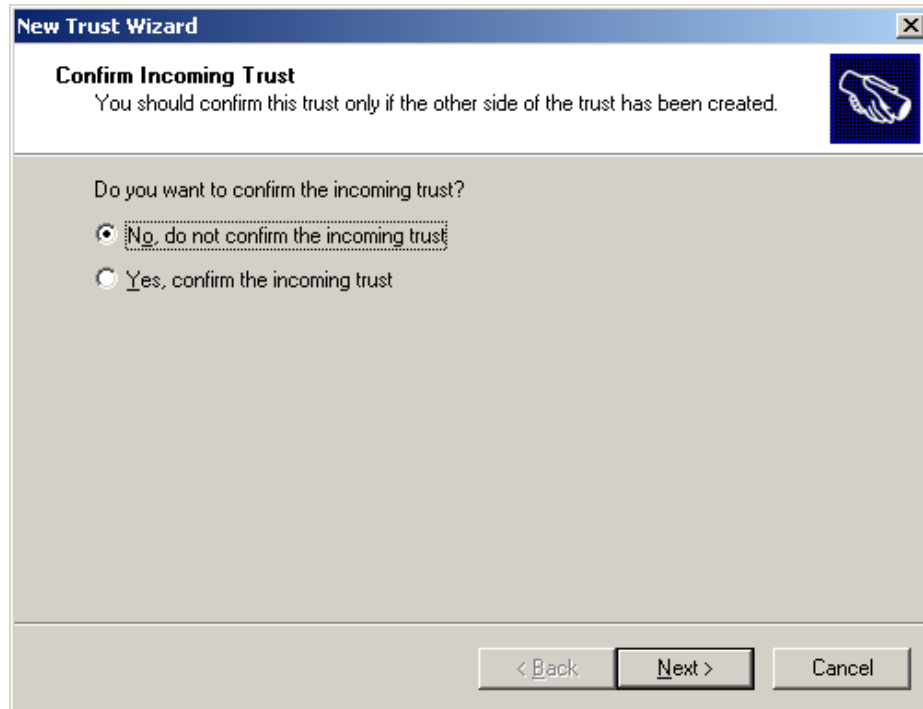 New Trust Wizard
Confirm Incoming Trust
You should confirm this trust only if the other side of the trust has been created.
Do you want to confirm the incoming trust?
No, do not confirm the incoming trust
Yes, confirm the incoming trust
< Back Next > Cancel